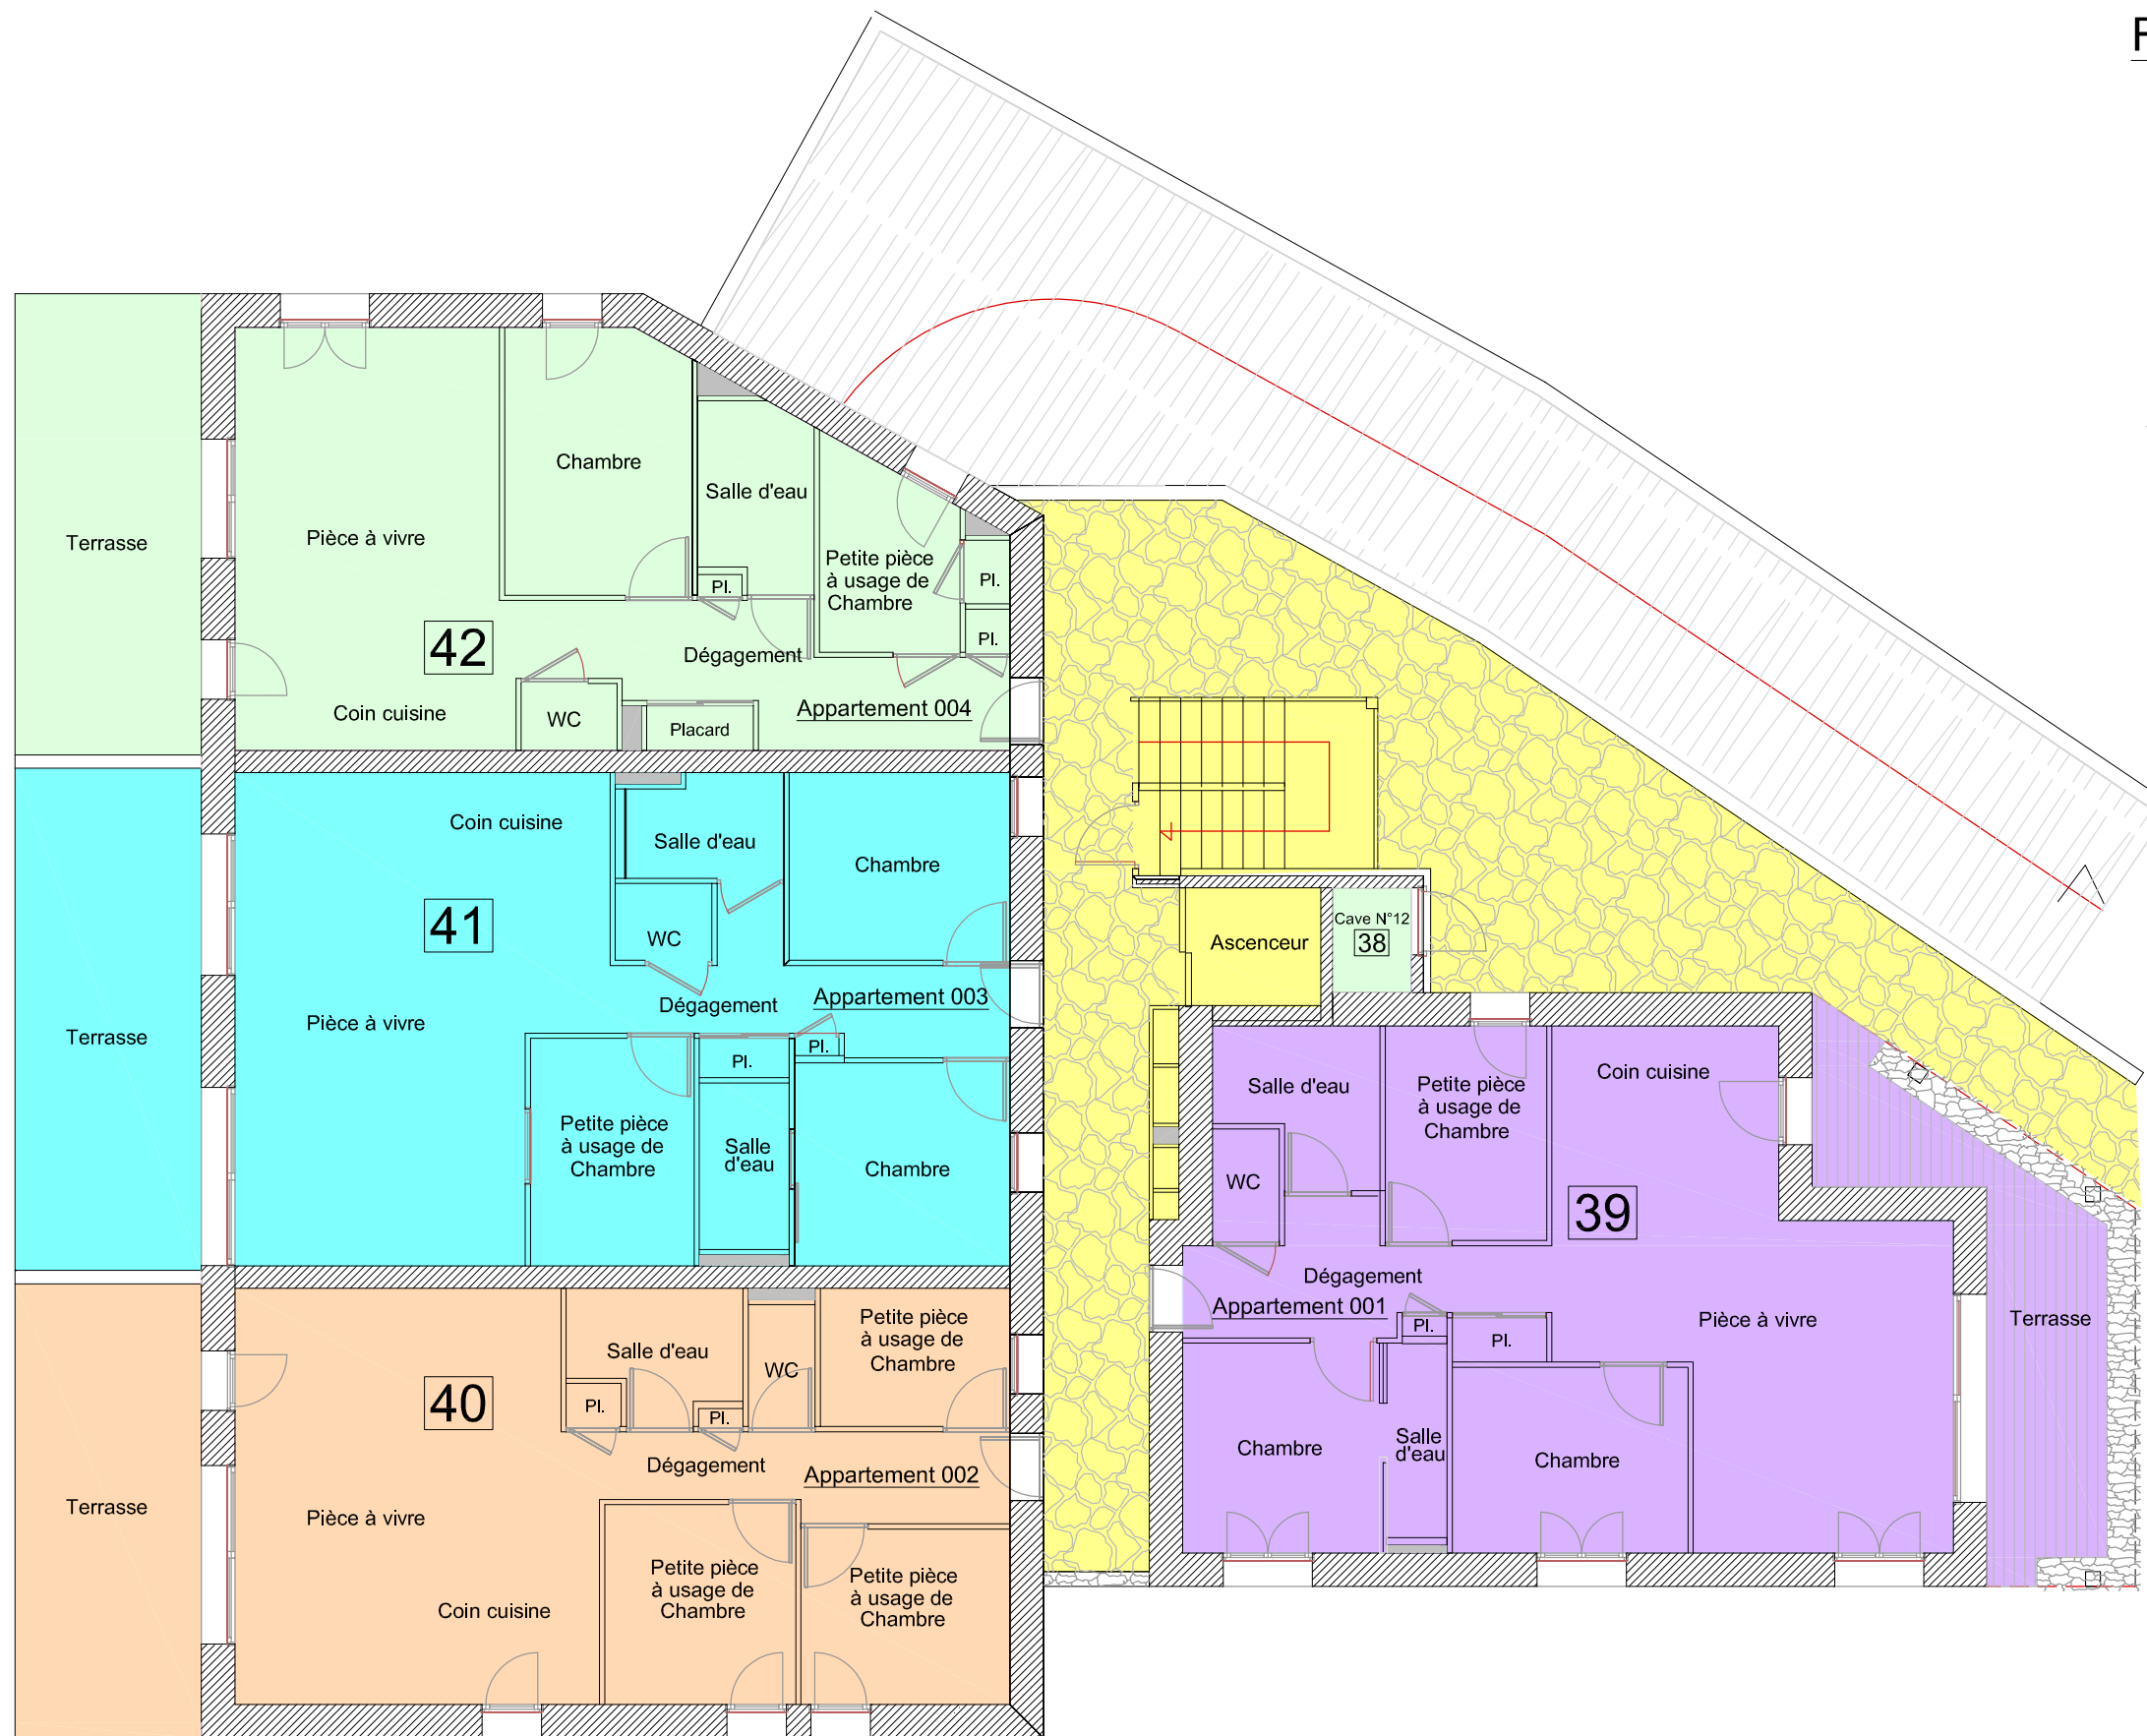 Chambre
Salle d'eau
Terrasse
Pièce à vivre
Petite pièce
à usage de
Chambre
Pl.
Pl.
Pl.
42
Dégagement
Coin cuisine
WC
Placard
Appartement 004
Coin cuisine
Salle d'eau
Chambre
41
WC
Terrasse
Pièce à vivre
Dégagement
Appartement 003
Pl.
Pl.
Petite pièce
à usage de
Chambre
Salle
d'eau
Chambre
Ascenceur
Cave N°12
38
Salle d'eau
Petite pièce
à usage de
Chambre
Coin cuisine
WC
39
Dégagement
Appartement 001
Pièce à vivre
Terrasse
Pl.
Pl.
Chambre
Salle
d'eau
Chambre
Salle d'eau
WC
Petite pièce
à usage de
Chambre
40
Pl.
Pl.
Dégagement
Appartement 002
Terrasse
Pièce à vivre
Coin cuisine
Petite pièce
à usage de
Chambre
Petite pièce
à usage de
Chambre